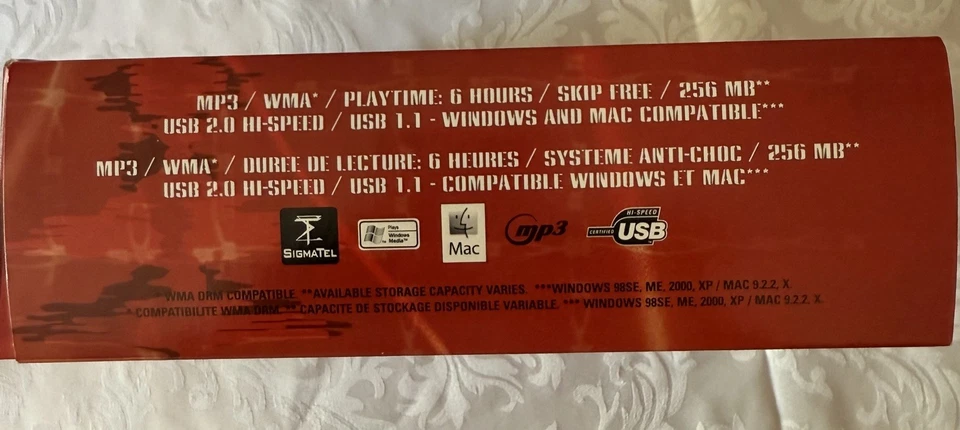 MP3 / WMA* / PLAYTIME: 6 HOURS / SKIP FREE / 256 MB**
USB 2.0 HI-SPEED / USB 1.1 - WINDOWS AND MAC COMPATIBLE***
MP3 / WMA* / DUREE DE LECTURE: 6 HEURES / SYSTEME ANTI-CHOC / 256 MB**
USB 2.0 HI-SPEED / USB 1.1 - COMPATIBLE WINDOWS ET MAC***
SIGMATEL
Plays
Windows
Media™
Mac
mp3
HI-SPEED
CERTIFIED USB
* WMA DRM COMPATIBLE. **AVAILABLE STORAGE CAPACITY VARIES. ***WINDOWS 98SE, ME, 2000, XP / MAC 9.2.2, X.
* COMPATIBILITE WMA DRM. ** CAPACITE DE STOCKAGE DISPONIBLE VARIABLE. *** WINDOWS 98SE, ME, 2000, XP / MAC 9.2.2, X.